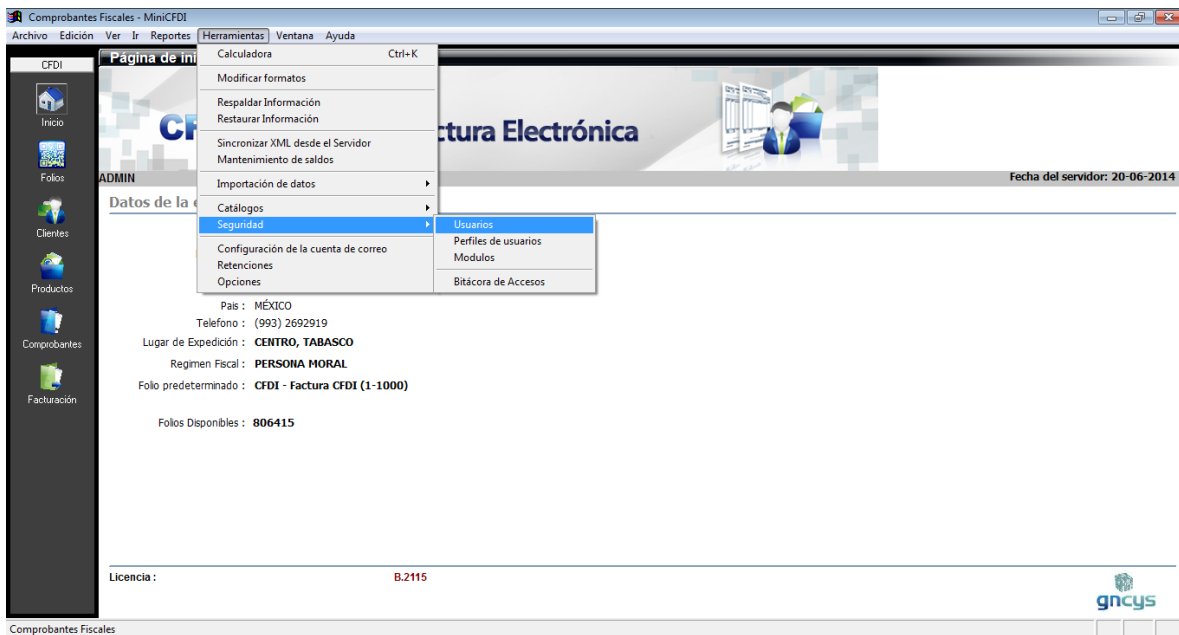 Comprobantes Fiscales - MiniCFDI
Archivo Edición Ver Ir Reportes Herramientas Ventana Ayuda
CFDI
Inicio
Folios
Clientes
Productos
Comprobantes
Facturación
Página de ini
Calculadora Ctrl+K
Modificar formatos
Respaldar Información
Restaurar Información
Sincronizar XML desde el Servidor
Mantenimiento de saldos
Importación de datos
Catálogos
Seguridad
Configuración de la cuenta de correo
Retenciones
Opciones
Usuarios
Perfiles de usuarios
Modulos
Bitácora de Accesos
CF ctura Electrónica
ADMIN Fecha del servidor: 20-06-2014
Datos de la e
Pais : MÉXICO
Telefono : (993) 2692919
Lugar de Expedición : CENTRO, TABASCO
Regimen Fiscal : PERSONA MORAL
Folio predeterminado : CFDI - Factura CFDI (1-1000)
Folios Disponibles : 806415
Licencia : B.2115
gncys
Comprobantes Fiscales